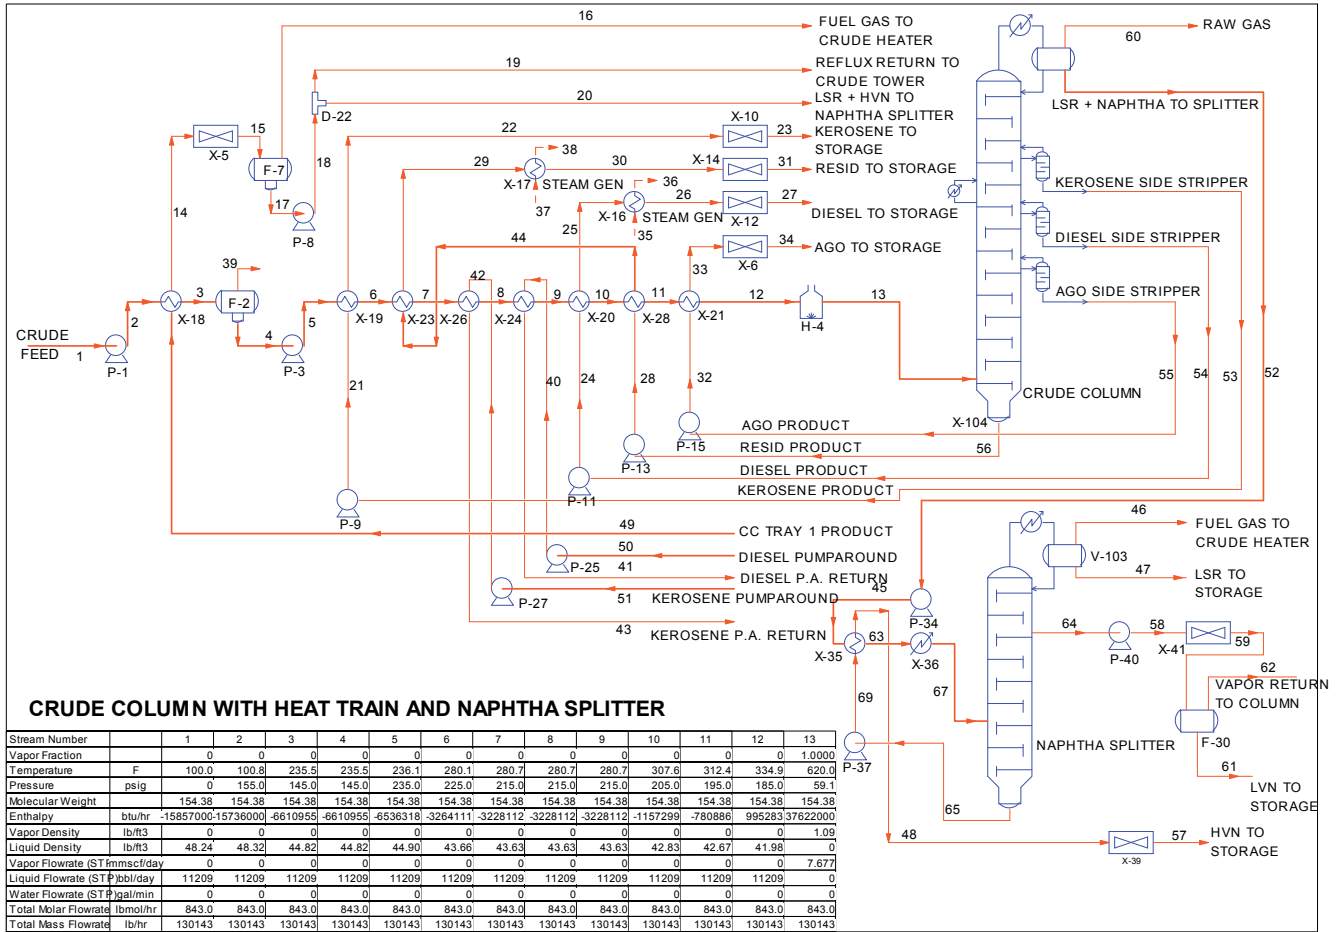 16
FUEL GAS TO
CRUDE HEATER
60
RAW GAS
19
REFLUX RETURN TO
CRUDE TOWER
20
LSR + HVN TO
NAPHTHA SPLITTER
D-22
LSR + NAPHTHA TO SPLITTER
15
X-5
F-7
18
22
X-10
23
KEROSENE TO
STORAGE
38
29
30
X-14
31
RESID TO STORAGE
X-17
STEAM GEN
36
26
27
37
X-16
STEAM GEN
X-12
DIESEL TO STORAGE
KEROSENE SIDE STRIPPER
14
17
P-8
25
35
44
34
AGO TO STORAGE
33
X-6
DIESEL SIDE STRIPPER
39
42
AGO SIDE STRIPPER
2
3
F-2
5
6
7
8
9
10
11
12
13
X-18
X-19
X-23
X-26
X-24
X-20
X-28
X-21
H-4
CRUDE
FEED
1
P-1
4
P-3
21
40
24
28
32
55
54
53
52
CRUDE COLUMN
X-104
P-15
AGO PRODUCT
P-13
RESID PRODUCT
56
P-11
DIESEL PRODUCT
KEROSENE PRODUCT
P-9
49
CC TRAY 1 PRODUCT
46
FUEL GAS TO
CRUDE HEATER
50
DIESEL PUMPAROUND
P-25
41
DIESEL P.A. RETURN
V-103
47
LSR TO
STORAGE
P-27
51
KEROSENE PUMPAROUND
45
P-34
43
KEROSENE P.A. RETURN
X-35
63
X-36
64
P-40
58
X-41
59
62
VAPOR RETURN
TO COLUMN
69
67
F-30
P-37
NAPHTHA SPLITTER
61
LVN TO
STORAGE
65
48
X-39
57
HVN TO
STORAGE
CRUDE COLUMN WITH HEAT TRAIN AND NAPHTHA SPLITTER
Stream Number 1 2 3 4 5 6 7 8 9 10 11 12 13
Vapor Fraction 0 0 0 0 0 0 0 0 0 0 0 0 1.0000
Temperature F 100.0 100.8 235.5 235.5 236.1 280.1 280.7 280.7 280.7 307.6 312.4 334.9 620.0
Pressure psig 0 155.0 145.0 145.0 235.0 225.0 215.0 215.0 215.0 205.0 195.0 185.0 59.1
Molecular Weight 154.38 154.38 154.38 154.38 154.38 154.38 154.38 154.38 154.38 154.38 154.38 154.38 154.38
Enthalpy btu/hr -15857000 -15736000 -6610955 -6610955 -6536318 -3264111 -3228112 -3228112 -3228112 -1157299 -780886 995283 37622000
Vapor Density lb/ft3 0 0 0 0 0 0 0 0 0 0 0 0 1.09
Liquid Density lb/ft3 48.24 48.32 44.82 44.82 44.90 43.66 43.63 43.63 43.63 42.83 42.67 41.98 0
Vapor Flowrate (STP) mmscf/day 0 0 0 0 0 0 0 0 0 0 0 0 7.677
Liquid Flowrate (STP) bbl/day 11209 11209 11209 11209 11209 11209 11209 11209 11209 11209 11209 11209 0
Water Flowrate (STP) gal/min 0 0 0 0 0 0 0 0 0 0 0 0 0
Total Molar Flowrate lbmol/hr 843.0 843.0 843.0 843.0 843.0 843.0 843.0 843.0 843.0 843.0 843.0 843.0 843.0
Total Mass Flowrate lb/hr 130143 130143 130143 130143 130143 130143 130143 130143 130143 130143 130143 130143 130143